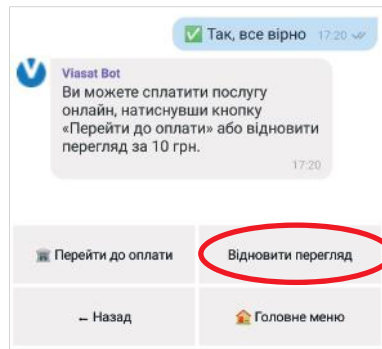 ✅ Так, все вірно 17:20
Viasat Bot
Ви можете сплатити послугу
онлайн, натиснувши кнопку
«Перейти до оплати» або відновити
перегляд за 10 грн.
17:20
Перейти до оплати
Відновити перегляд
← Назад
🏠 Головне меню